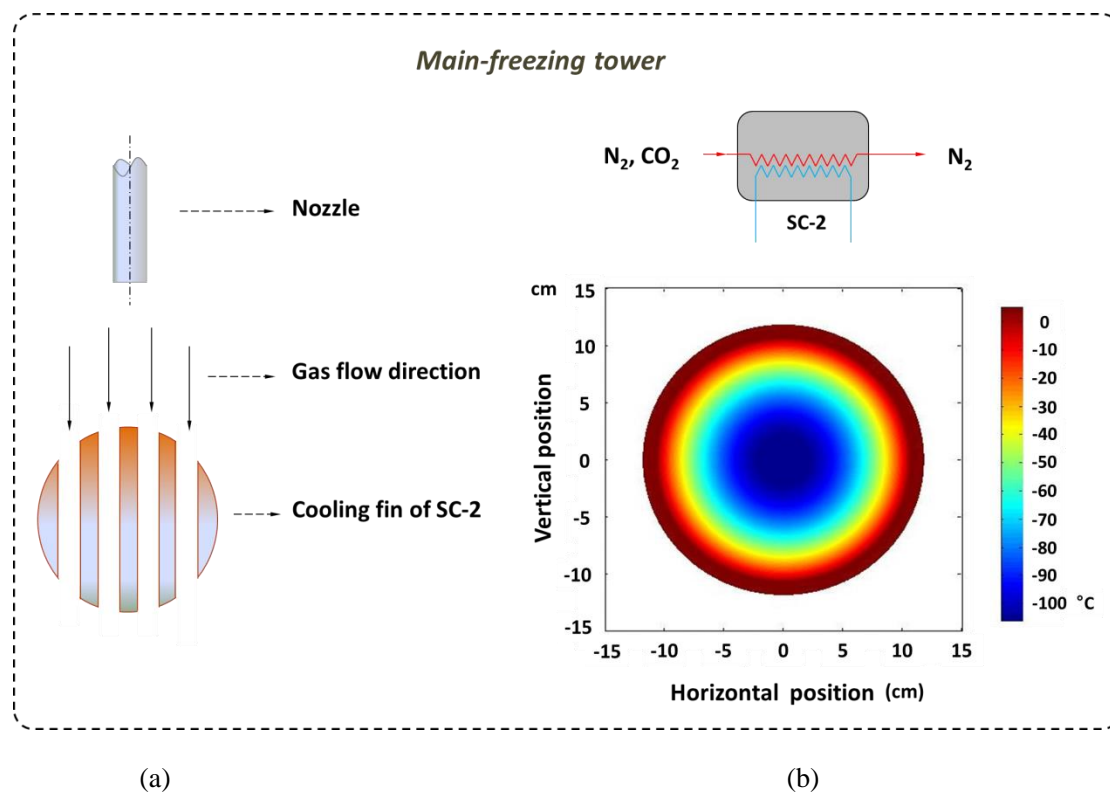 Main-freezing tower
Nozzle
Gas flow direction
Cooling fin of SC-2
N₂, CO₂
N₂
SC-2
cm
15
10
5
0
-5
-10
-15
Vertical position
-15
-10
-5
0
5
10
15
Horizontal position (cm)
0
-10
-20
-30
-40
-50
-60
-70
-80
-90
-100 °C
(a)
(b)